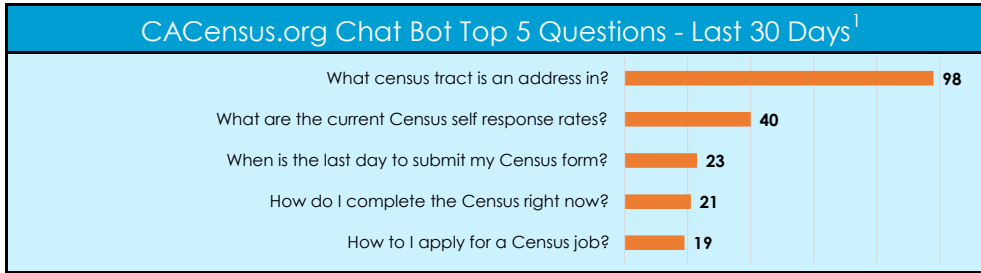 CACensus.org Chat Bot Top 5 Questions - Last 30 Days¹
What census tract is an address in? 98
What are the current Census self response rates? 40
When is the last day to submit my Census form? 23
How do I complete the Census right now? 21
How to I apply for a Census job? 19